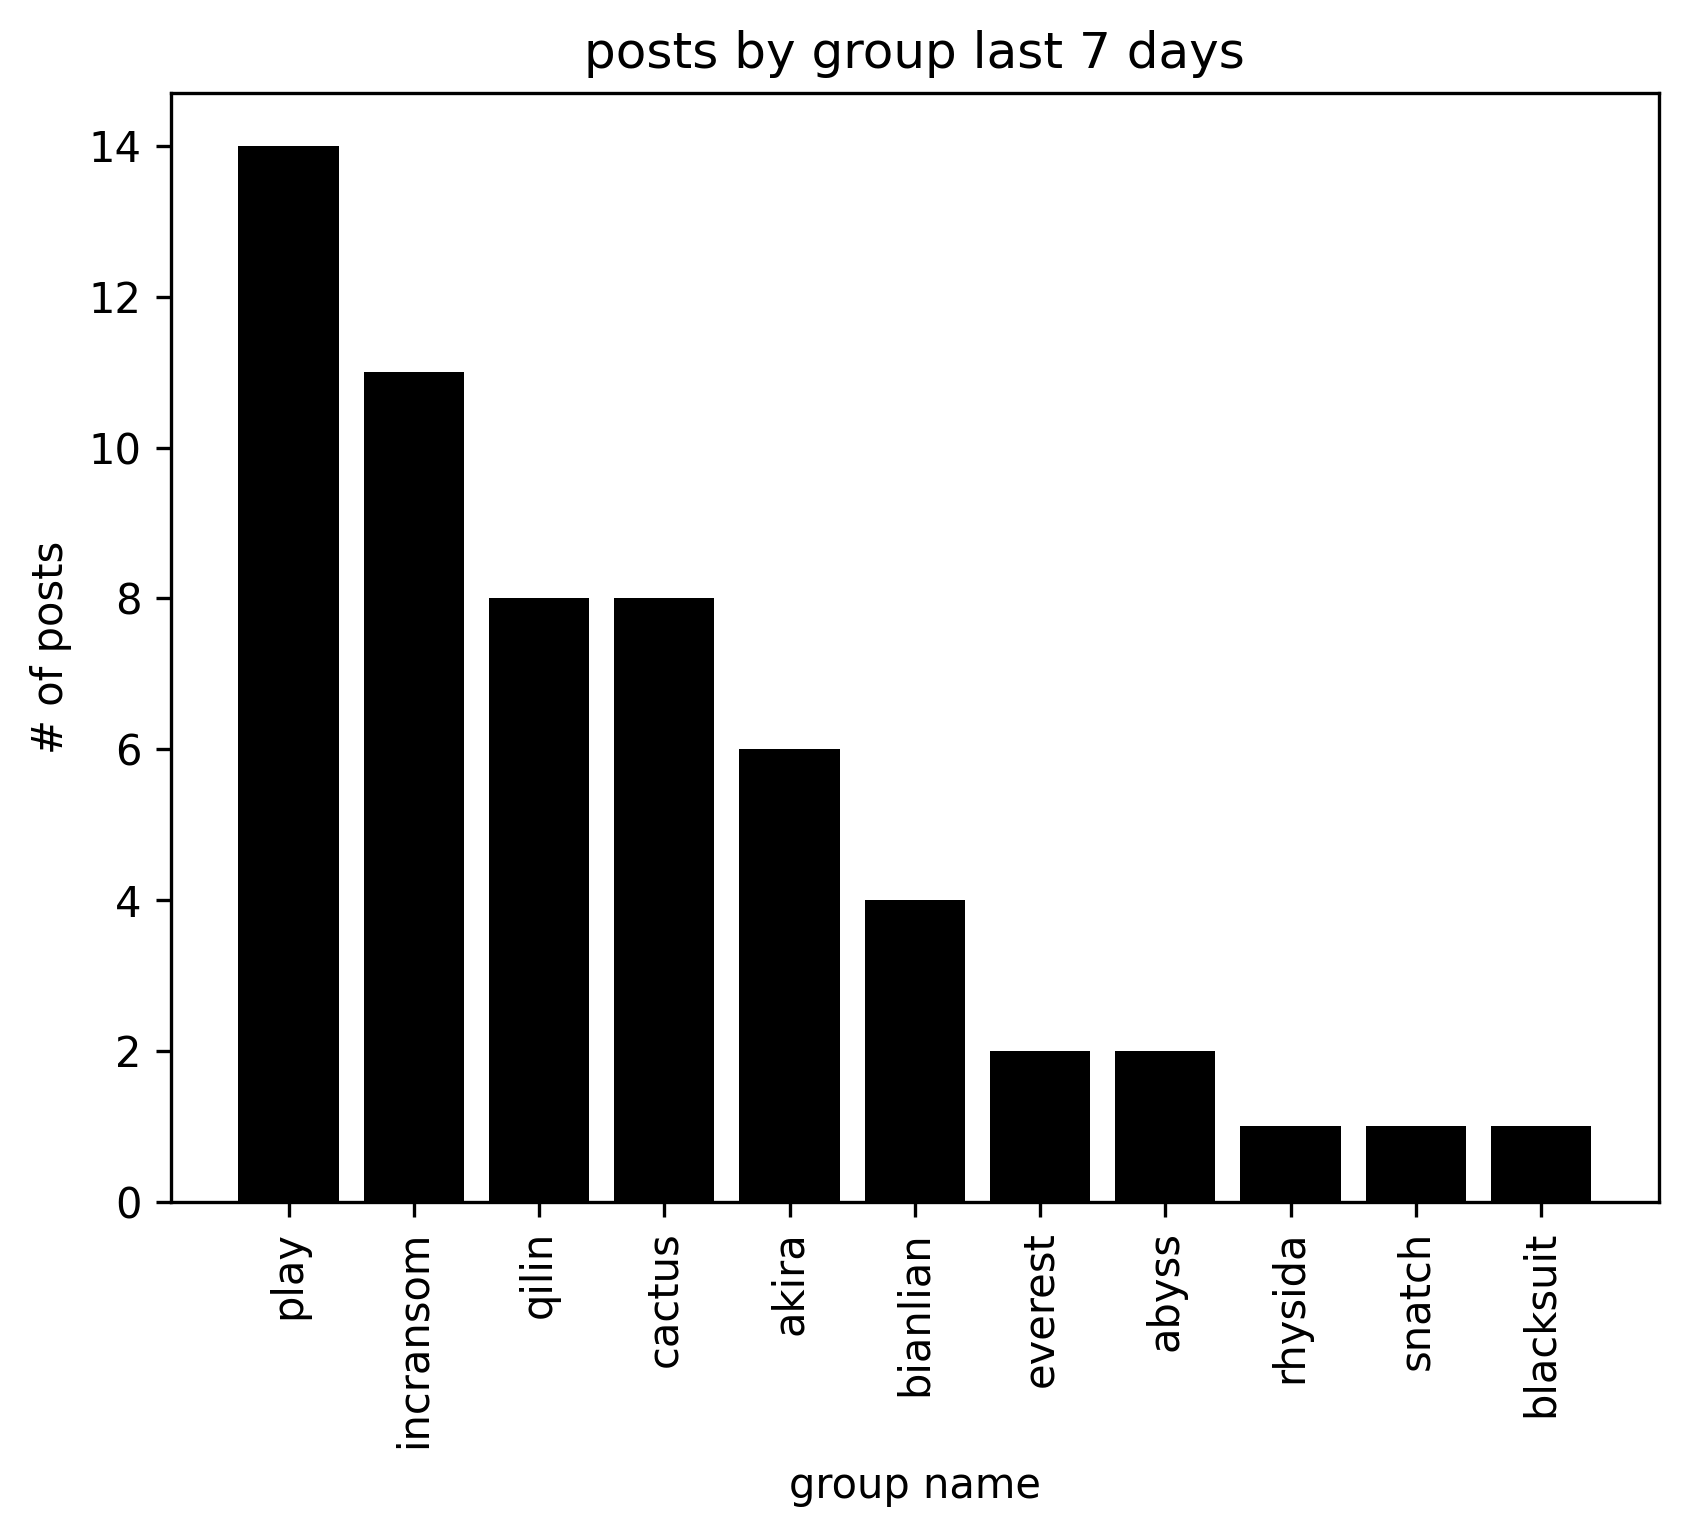 posts by group last 7 days
# of posts
14
12
10
8
6
4
2
0
play
incransom
qilin
cactus
akira
bianlian
everest
abyss
rhysida
snatch
blacksuit
group name